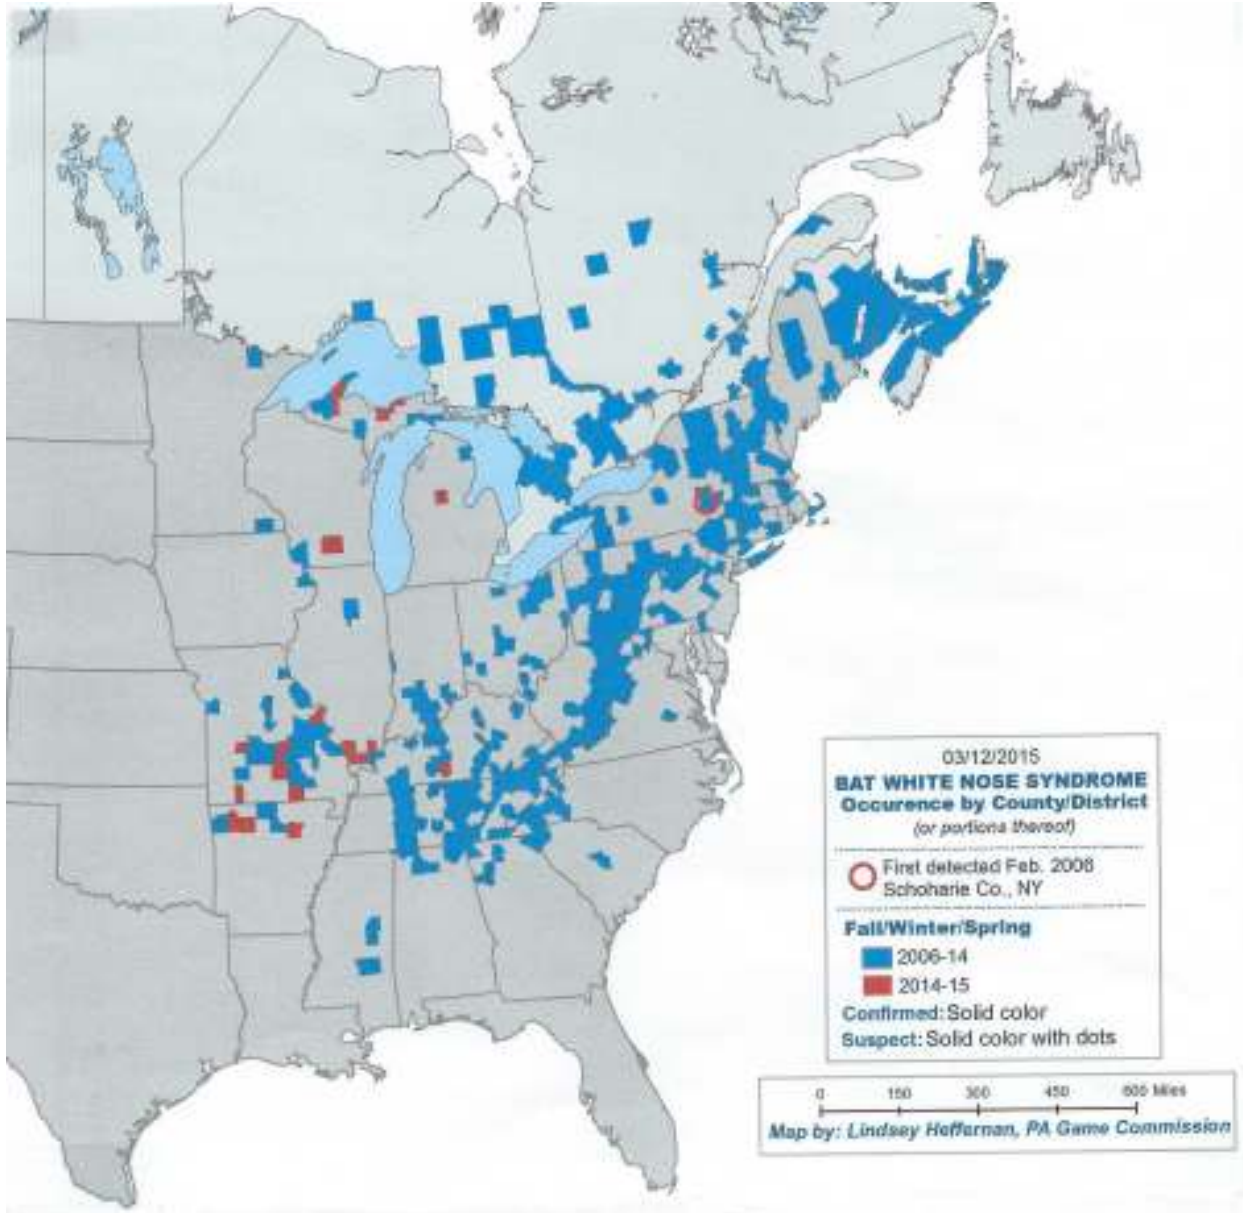 03/12/2015
BAT WHITE NOSE SYNDROME
Occurence by County/District
(or portions thereof)
First detected Feb. 2006
Schoharie Co., NY
Fall/Winter/Spring
2006-14
2014-15
Confirmed: Solid color
Suspect: Solid color with dots
0 150 300 450 600 Miles
Map by: Lindsey Heffernan, PA Game Commission